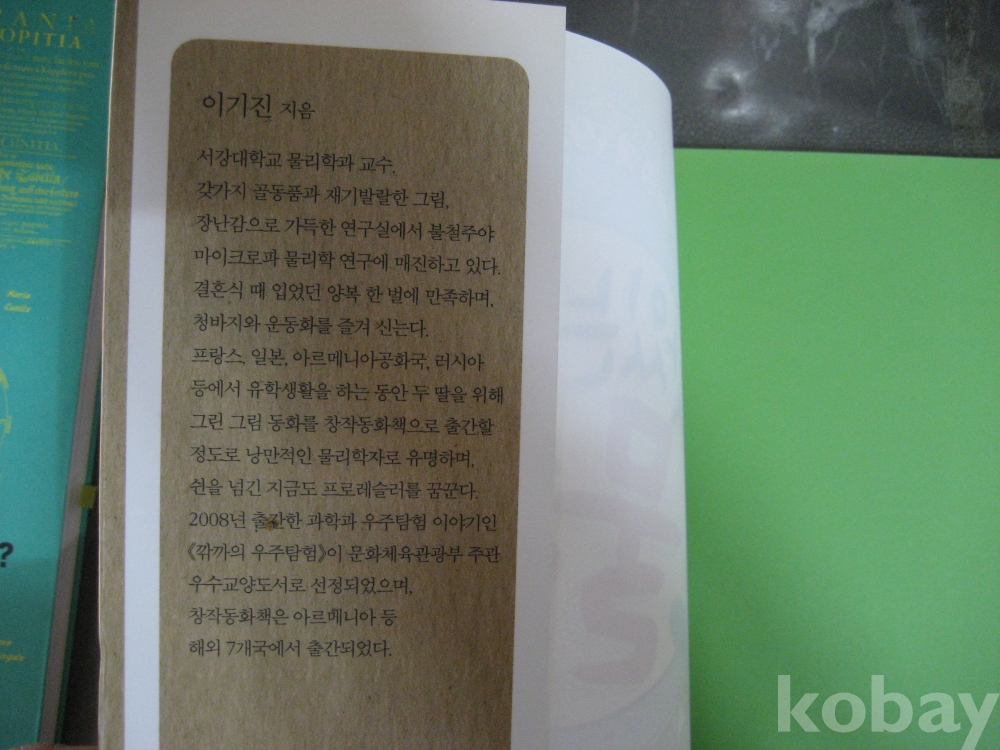 OPITIA
Maria
Cunitz
?
이기진 지음
서강대학교 물리학과 교수.
갖가지 골동품과 재기발랄한 그림,
장난감으로 가득한 연구실에서 불철주야
마이크로파 물리학 연구에 매진하고 있다.
결혼식 때 입었던 양복 한 벌에 만족하며,
청바지와 운동화를 즐겨 신는다.
프랑스, 일본, 아르메니아공화국, 러시아
등에서 유학생활을 하는 동안 두 딸을 위해
그린 그림 동화를 창작동화책으로 출간할
정도로 낭만적인 물리학자로 유명하며,
쉰을 넘긴 지금도 프로레슬러를 꿈꾼다.
2008년 출간한 과학과 우주탐험 이야기인
《깎까의 우주탐험》이 문화체육관광부 주관
우수교양도서로 선정되었으며,
창작동화책은 아르메니아 등
해외 7개국에서 출간되었다.
kobay